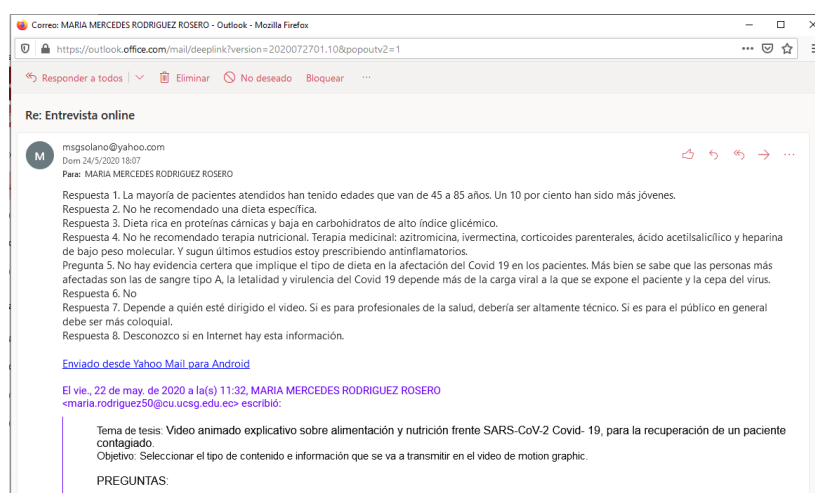 Correo: MARIA MERCEDES RODRIGUEZ ROSERO - Outlook - Mozilla Firefox
https://outlook.office.com/mail/deeplink?version=2020072701.10&popoutv2=1
Responder a todos Eliminar No deseado Bloquear
Re: Entrevista online
M
msgsolano@yahoo.com
Dom 24/5/2020 18:07
Para: MARIA MERCEDES RODRIGUEZ ROSERO
Respuesta 1. La mayoría de pacientes atendidos han tenido edades que van de 45 a 85 años. Un 10 por ciento han sido más jóvenes.
Respuesta 2. No he recomendado una dieta específica.
Respuesta 3. Dieta rica en proteínas cárnicas y baja en carbohidratos de alto índice glicémico.
Respuesta 4. No he recomendado terapia nutricional. Terapia medicinal: azitromicina, ivermectina, corticoides parenterales, ácido acetilsalicílico y heparina
de bajo peso molecular. Y sugun últimos estudios estoy prescribiendo antinflamatorios.
Pregunta 5. No hay evidencia certera que implique el tipo de dieta en la afectación del Covid 19 en los pacientes. Más bien se sabe que las personas más
afectadas son las de sangre tipo A, la letalidad y virulencia del Covid 19 depende más de la carga viral a la que se expone el paciente y la cepa del virus.
Respuesta 6. No
Respuesta 7. Depende a quién esté dirigido el video. Si es para profesionales de la salud, debería ser altamente técnico. Si es para el público en general
debe ser más coloquial.
Respuesta 8. Desconozco si en Internet hay esta información.
Enviado desde Yahoo Mail para Android
El vie., 22 de may. de 2020 a la(s) 11:32, MARIA MERCEDES RODRIGUEZ ROSERO
<maria.rodriguez50@cu.ucsg.edu.ec> escribió:
Tema de tesis: Video animado explicativo sobre alimentación y nutrición frente SARS-CoV-2 Covid- 19, para la recuperación de un paciente
contagiado.
Objetivo: Seleccionar el tipo de contenido e información que se va a transmitir en el video de motion graphic.
PREGUNTAS: